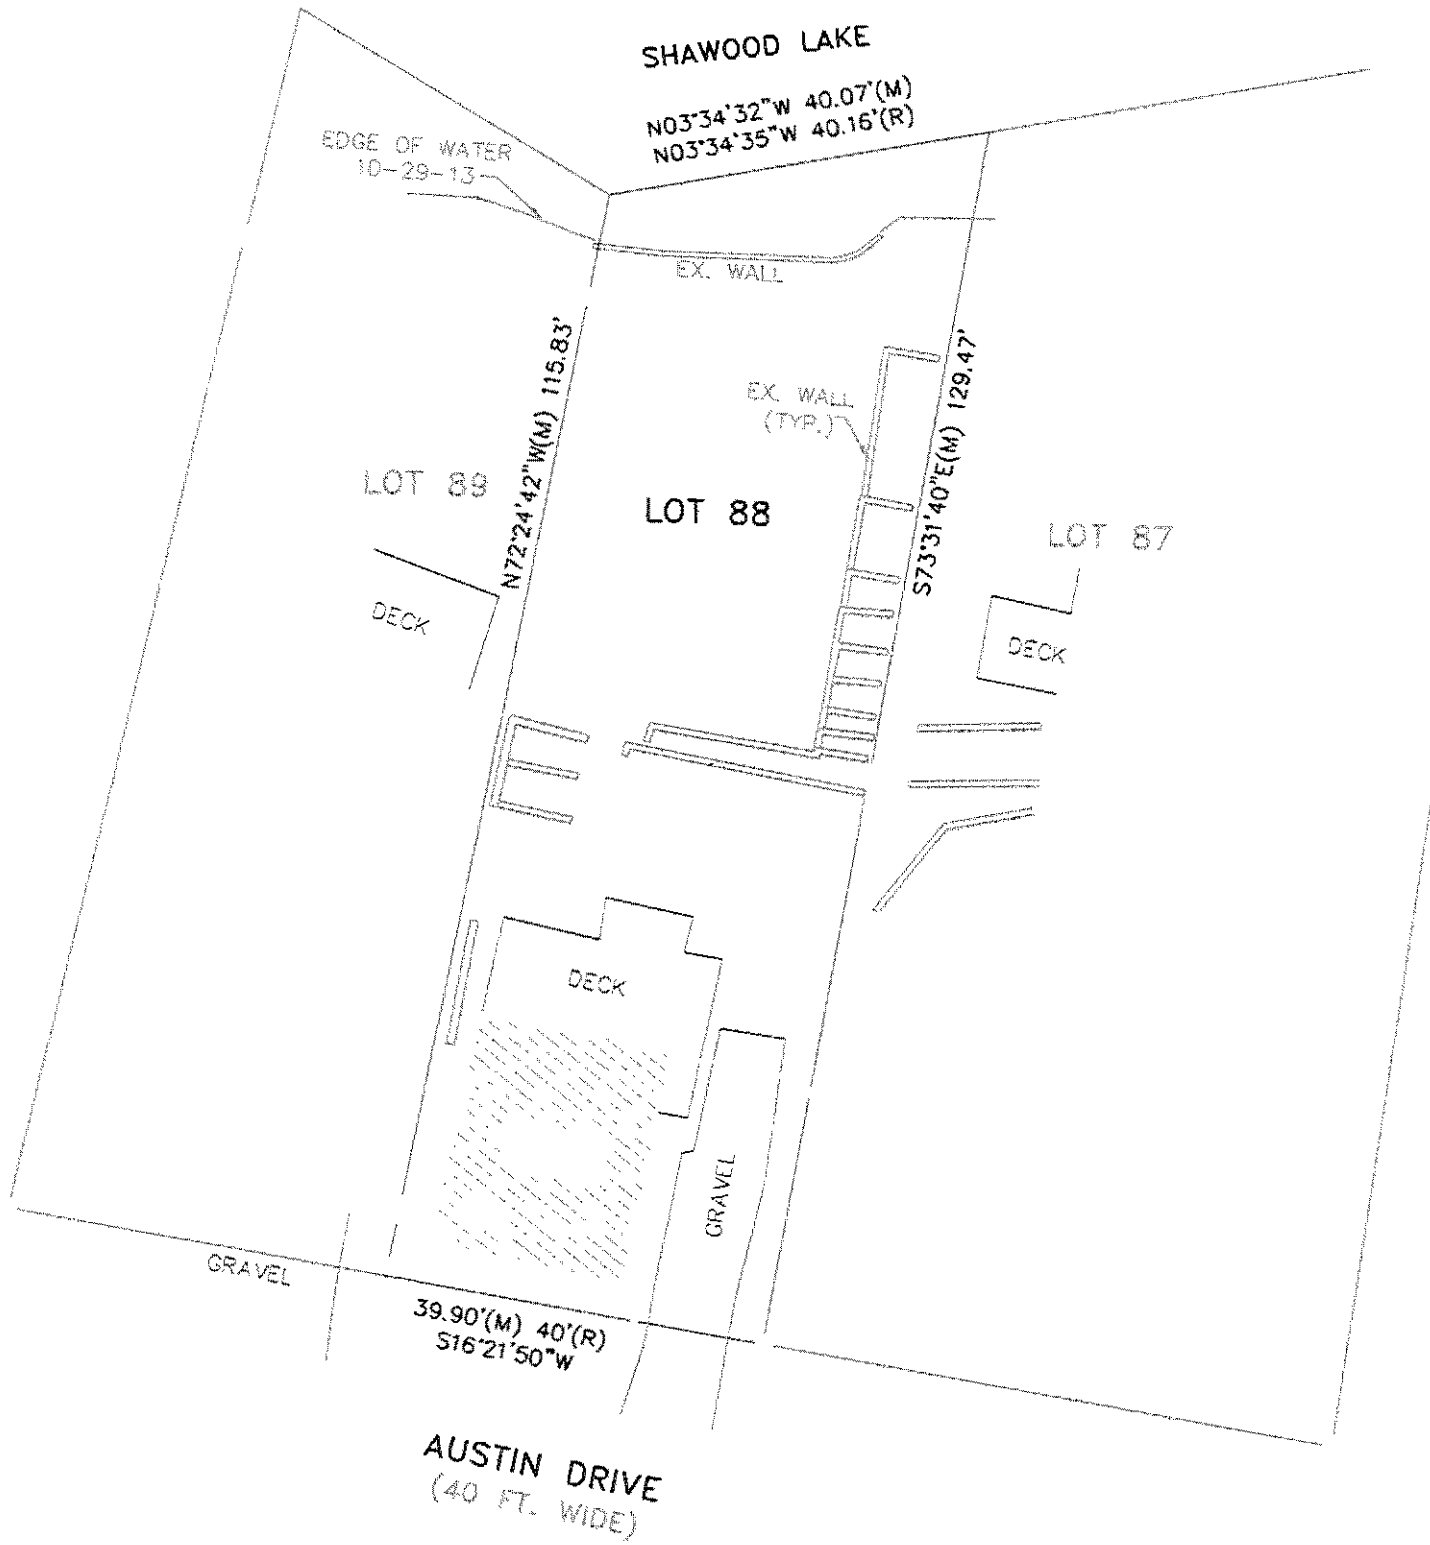 SHAWOOD LAKE
N03°34'32"W 40.07'(M)
N03°34'35"W 40.16'(R)
EDGE OF WATER
10-29-13
EX. WALL
N72°24'42"W(M) 115.83'
EX. WALL
(TYP.)
S73°31'40"E(M) 129.47'
LOT 89
LOT 88
LOT 87
DECK
DECK
DECK
GRAVEL
GRAVEL
39.90'(M) 40'(R)
S16°21'50"W
AUSTIN DRIVE
(40 FT. WIDE)